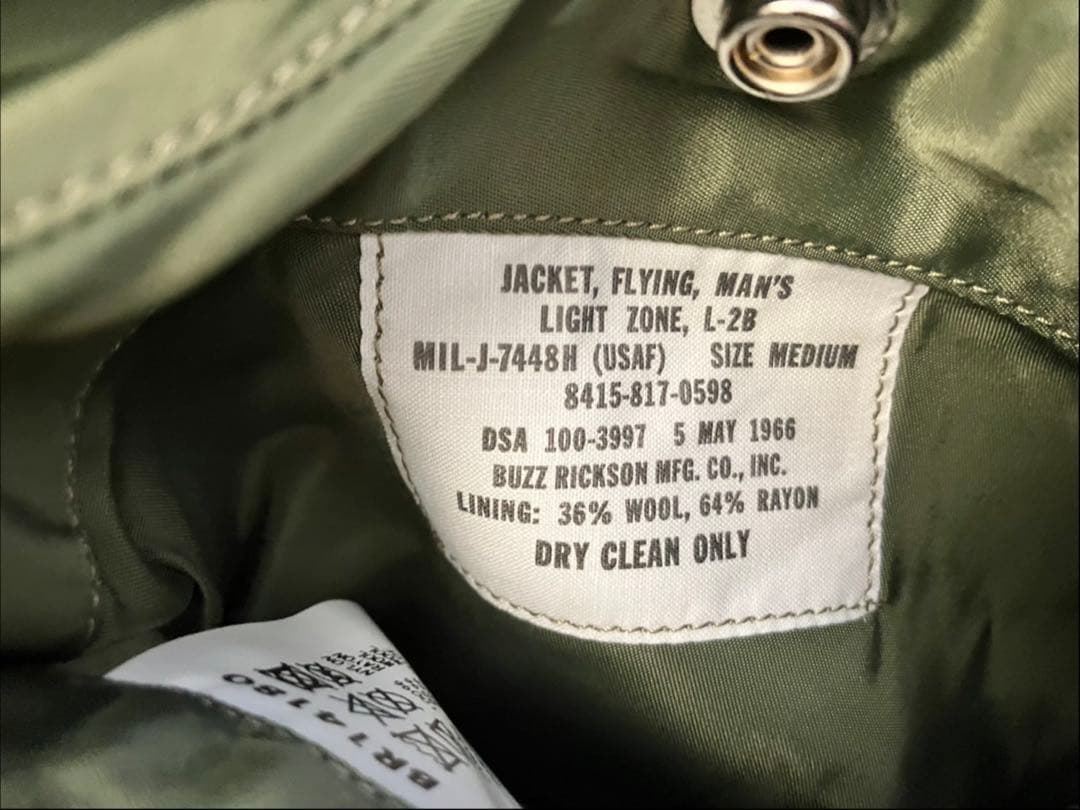 JACKET, FLYING, MAN'S
LIGHT ZONE, L-2B
MIL-J-7448H (USAF) SIZE MEDIUM
8415-817-0598
DSA 100-3997 5 MAY 1966
BUZZ RICKSON MFG. CO., INC.
LINING: 36% WOOL, 64% RAYON
DRY CLEAN ONLY